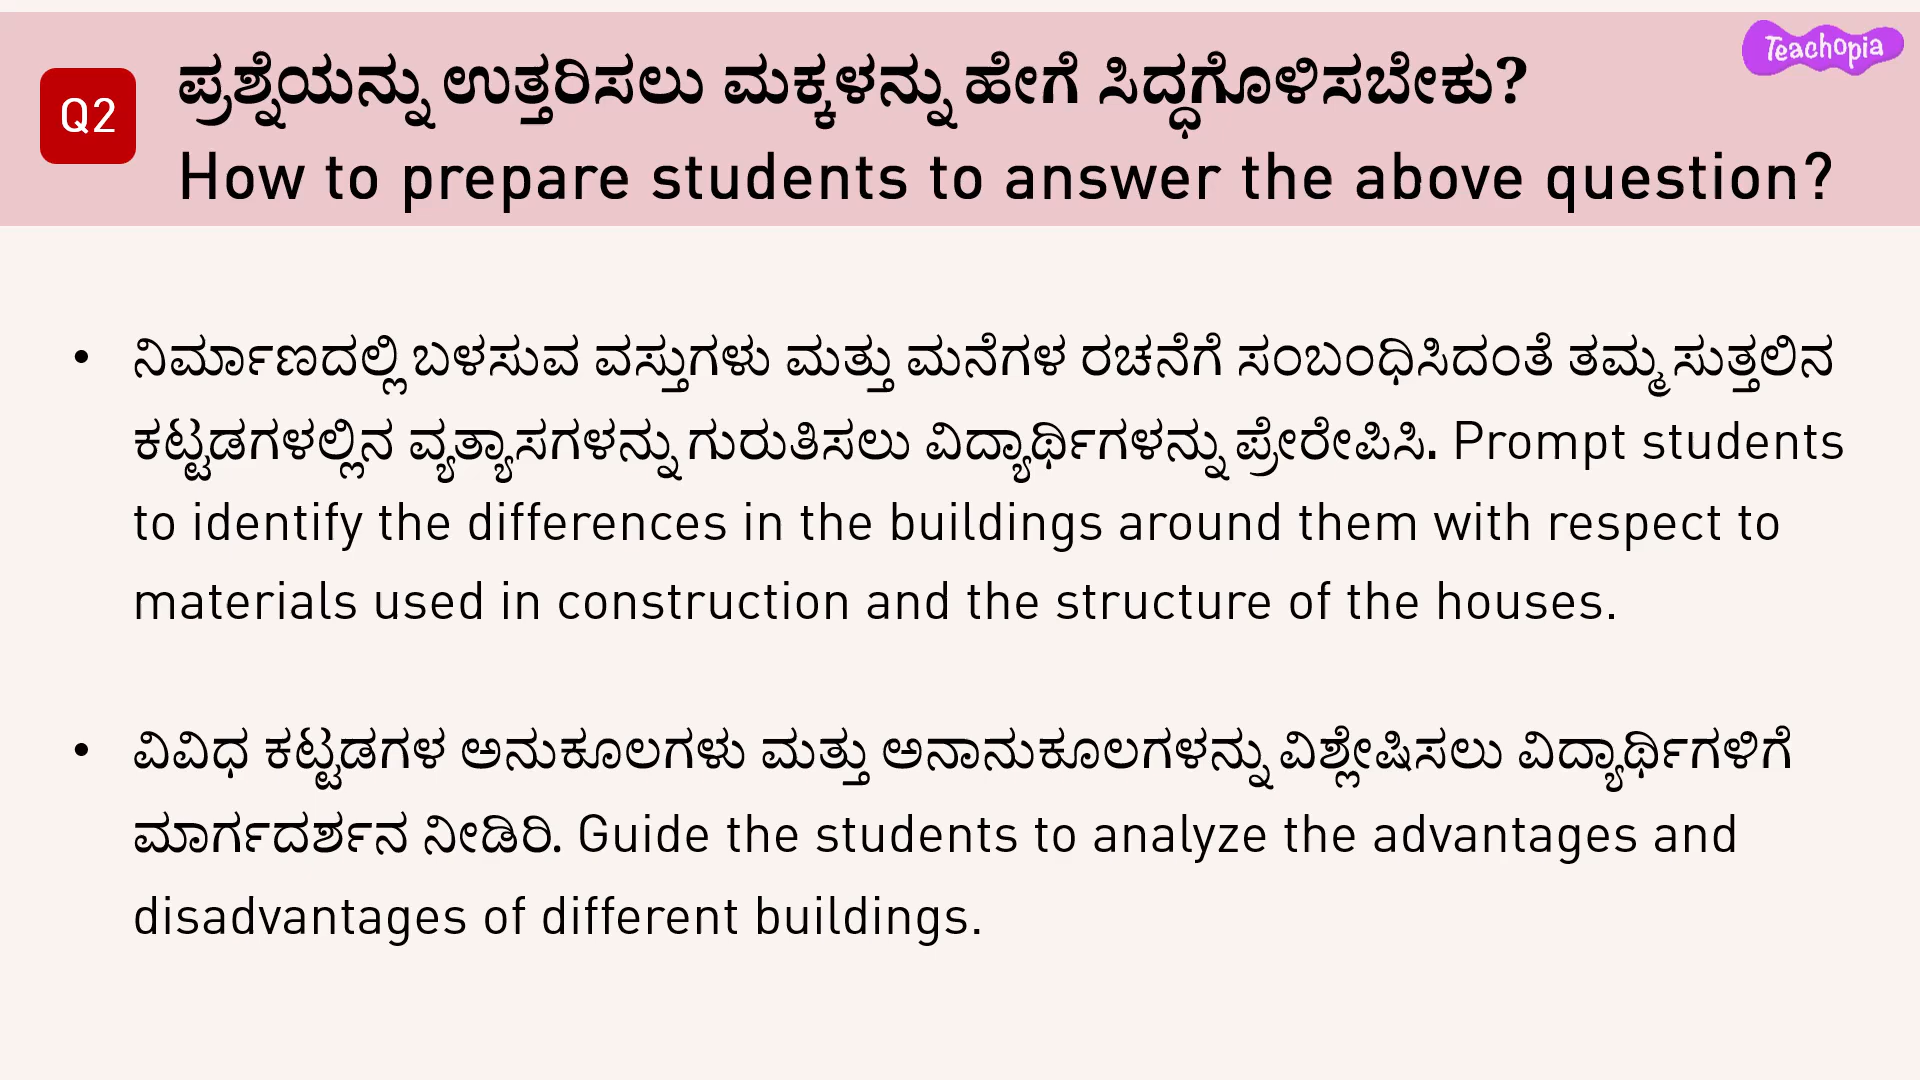 Teachopia
Q2
ಪ್ರಶ್ನೆಯನ್ನು ಉತ್ತರಿಸಲು ಮಕ್ಕಳನ್ನು ಹೇಗೆ ಸಿದ್ಧಗೊಳಿಸಬೇಕು?
How to prepare students to answer the above question?
• ನಿರ್ಮಾಣದಲ್ಲಿ ಬಳಸುವ ವಸ್ತುಗಳು ಮತ್ತು ಮನೆಗಳ ರಚನೆಗೆ ಸಂಬಂಧಿಸಿದಂತೆ ತಮ್ಮ ಸುತ್ತಲಿನ
ಕಟ್ಟಡಗಳಲ್ಲಿನ ವ್ಯತ್ಯಾಸಗಳನ್ನು ಗುರುತಿಸಲು ವಿದ್ಯಾರ್ಥಿಗಳನ್ನು ಪ್ರೇರೇಪಿಸಿ. Prompt students
to identify the differences in the buildings around them with respect to
materials used in construction and the structure of the houses.
• ವಿವಿಧ ಕಟ್ಟಡಗಳ ಅನುಕೂಲಗಳು ಮತ್ತು ಅನಾನುಕೂಲಗಳನ್ನು ವಿಶ್ಲೇಷಿಸಲು ವಿದ್ಯಾರ್ಥಿಗಳಿಗೆ
ಮಾರ್ಗದರ್ಶನ ನೀಡಿರಿ. Guide the students to analyze the advantages and
disadvantages of different buildings.